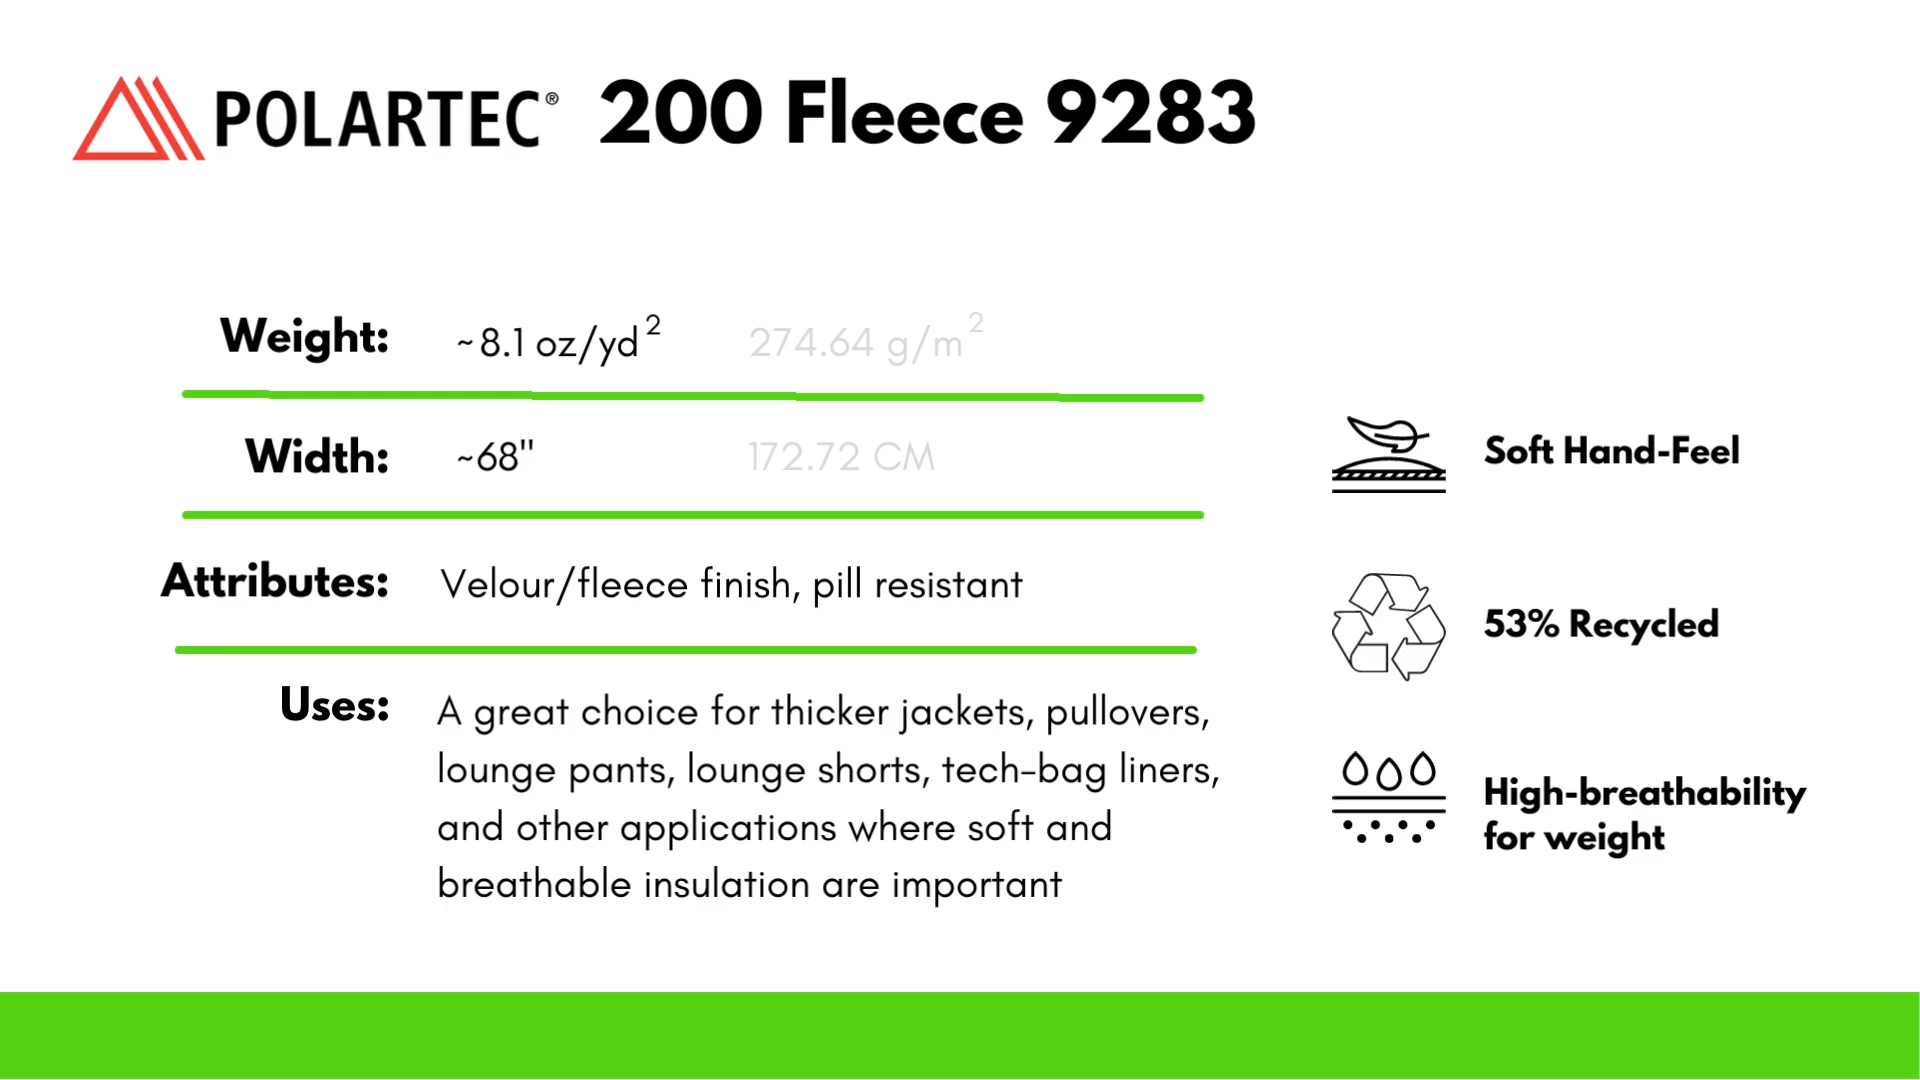 POLARTEC® 200 Fleece 9283
Weight: ~8.1 oz/yd² 274.64 g/m²
Width: ~68" 172.72 CM
Attributes: Velour/fleece finish, pill resistant
Uses: A great choice for thicker jackets, pullovers,
lounge pants, lounge shorts, tech-bag liners,
and other applications where soft and
breathable insulation are important
Soft Hand-Feel
53% Recycled
High-breathability
for weight